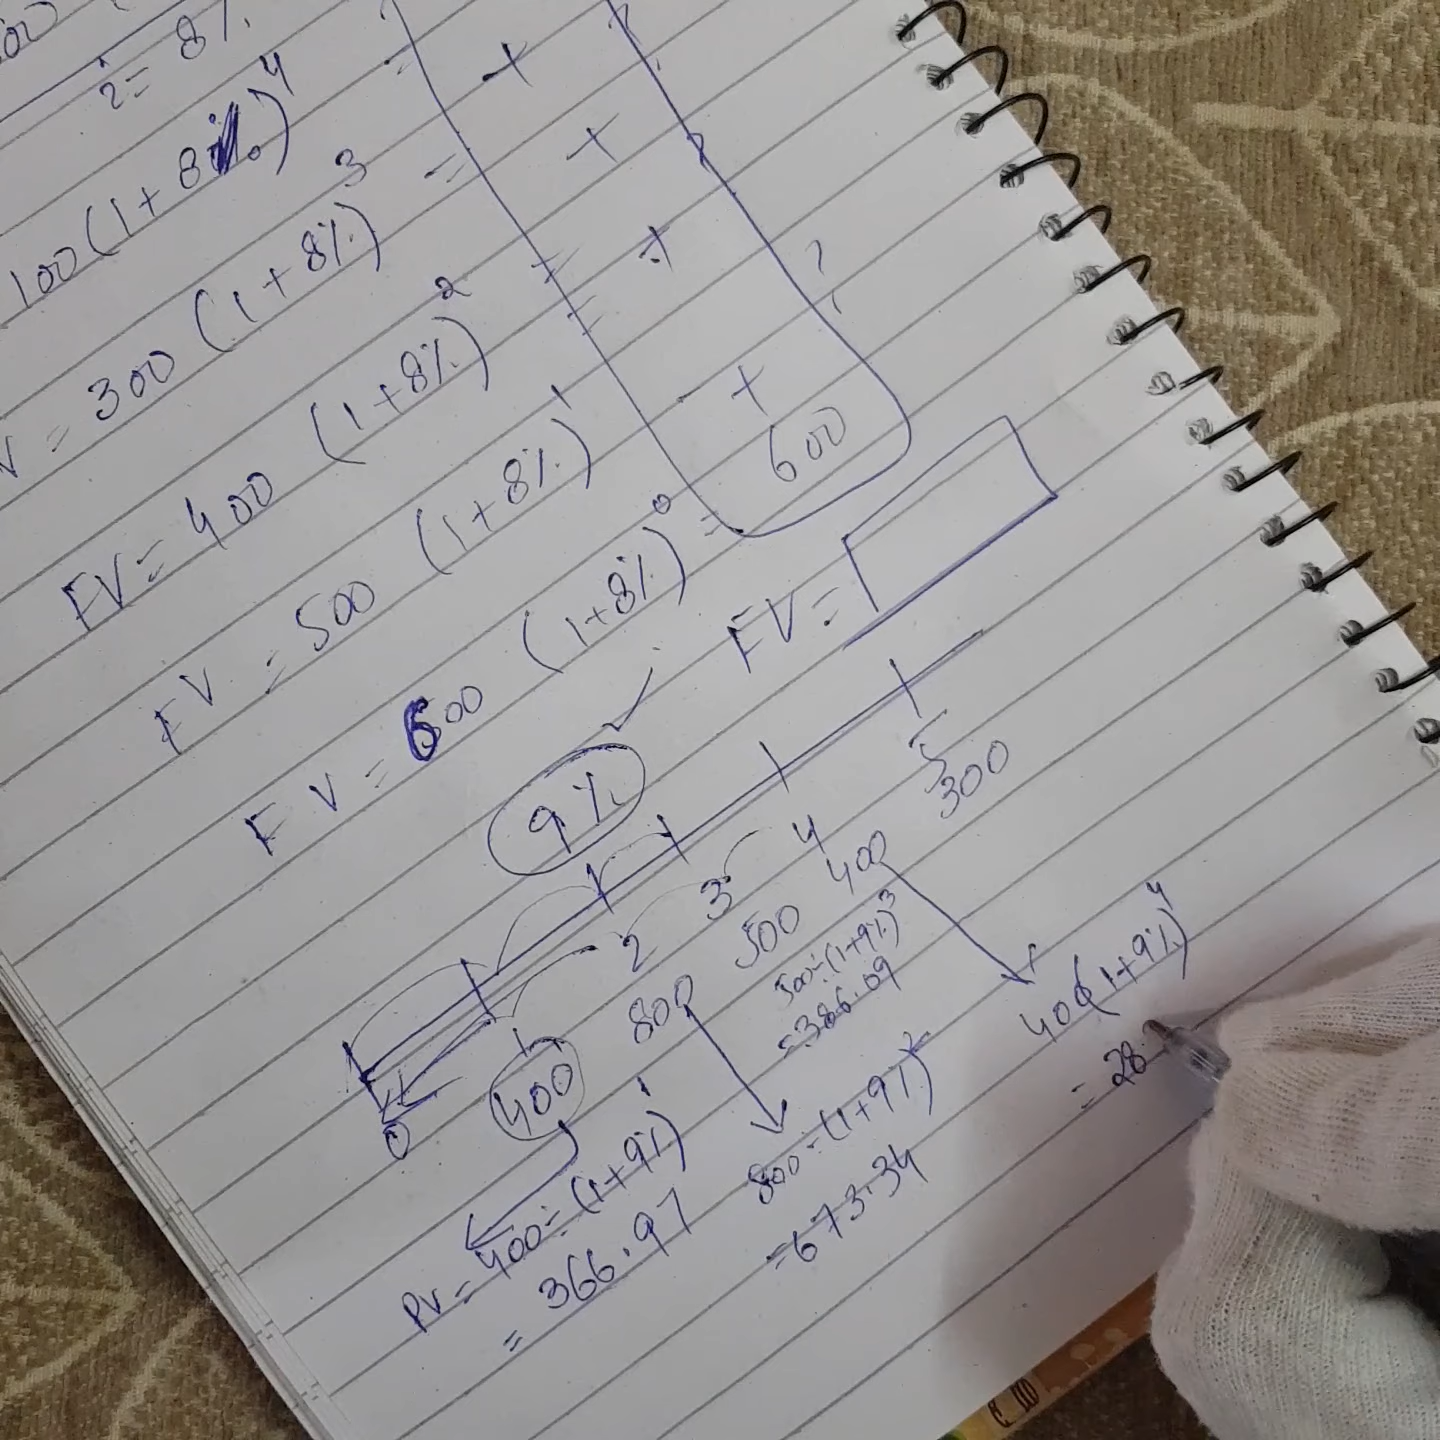 i = 8%
100 (1 + 8%)^4
= 300 (1 + 8%)^3 =
FV = 400 (1 + 8%)^2 =
FV = 500 (1 + 8%)^1
FV = 600 (1 + 8%)^0 =
+
+
+
+
600
FV =
9%
0 1 2 3 4 5
400 800 500 400 300
PV = 400 ÷ (1 + 9%)^1
= 366.97
800 ÷ (1 + 9%)^2
= 673.34
500 ÷ (1 + 9%)^3
= 386.09
400 (1 + 9%)^4
= 28